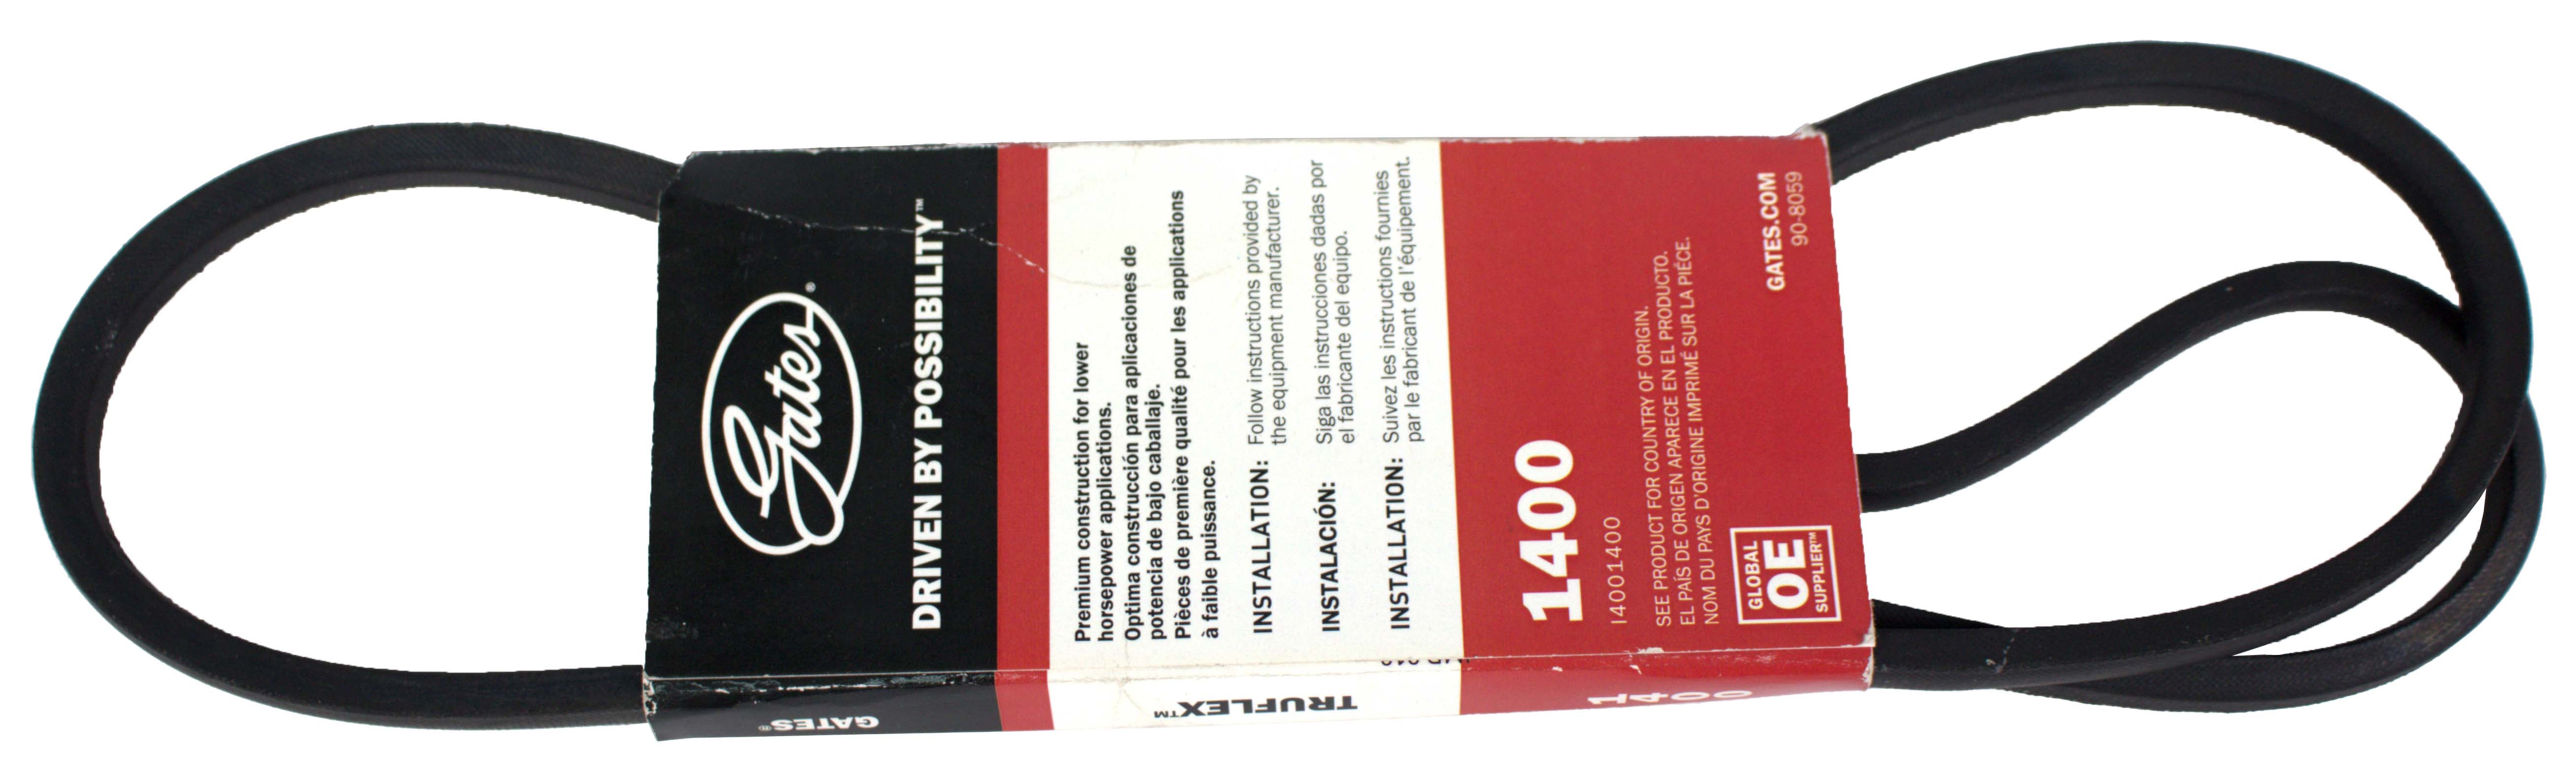 Gates®
DRIVEN BY POSSIBILITY™
Premium construction for lower
horsepower applications.
Optima construcción para aplicaciones de
potencia de bajo caballaje.
Pièces de première qualité pour les applications
à faible puissance.
INSTALLATION: Follow instructions provided by
the equipment manufacturer.
INSTALACIÓN: Siga las instrucciones dadas por
el fabricante del equipo.
INSTALLATION: Suivez les instructions fournies
par le fabricant de l'équipement.
1400
14001400
SEE PRODUCT FOR COUNTRY OF ORIGIN.
EL PAÍS DE ORIGEN APARECE EN EL PRODUCTO.
NOM DU PAYS D'ORIGINE IMPRIMÉ SUR LA PIÉCE.
GLOBAL
OE
SUPPLIER™
GATES.COM
90-8059
GATES®
TRUFLEX™
1400